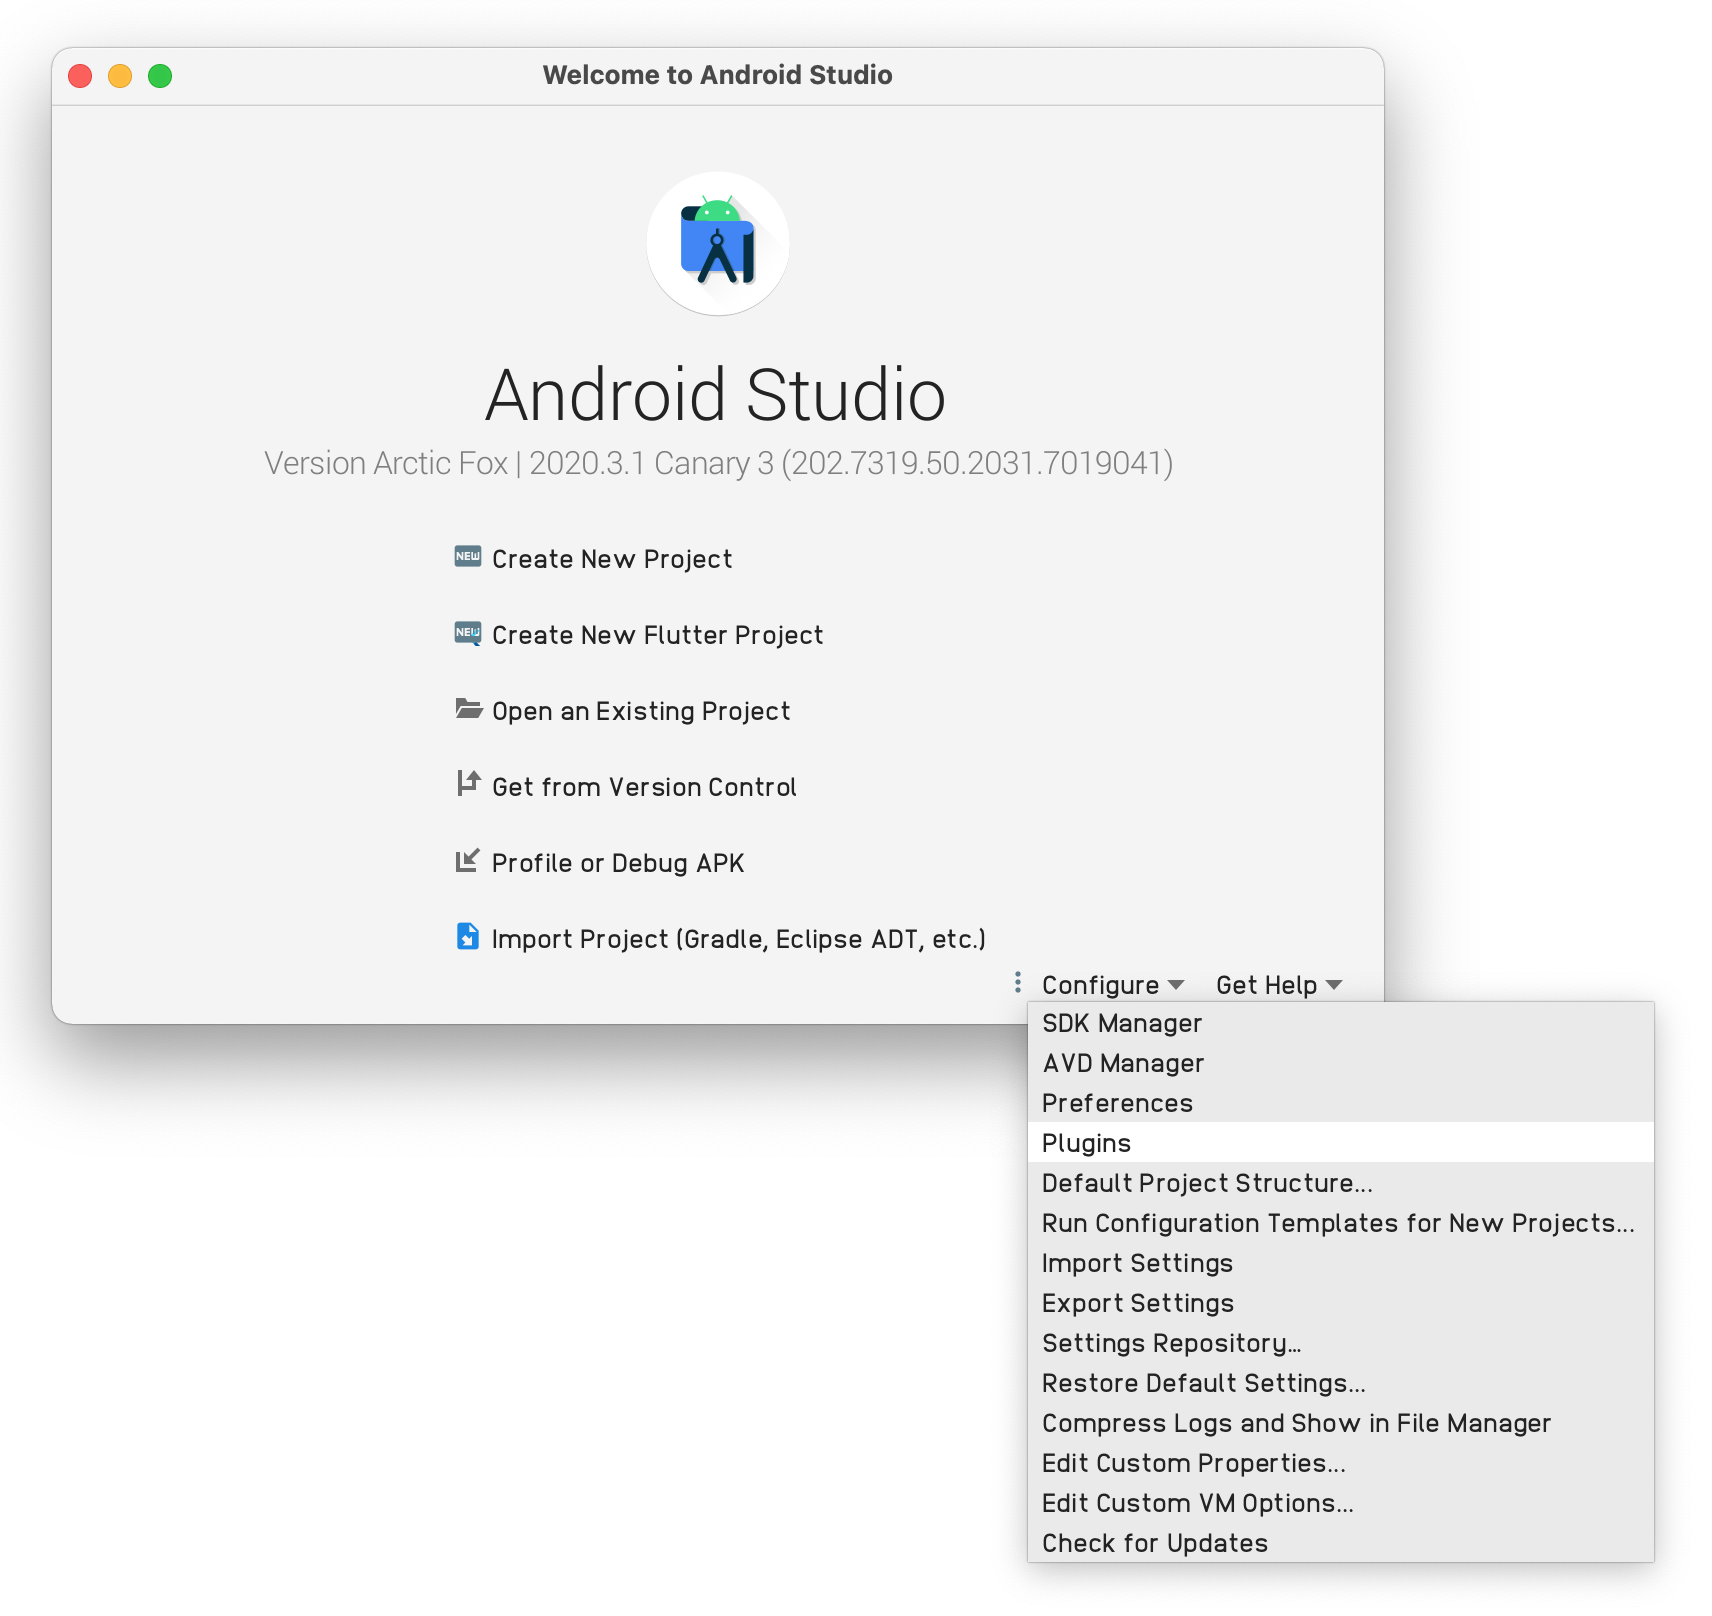 Welcome to Android Studio
Android Studio
Version Arctic Fox | 2020.3.1 Canary 3 (202.7319.50.2031.7019041)
NEW Create New Project
NEW Create New Flutter Project
Open an Existing Project
Get from Version Control
Profile or Debug APK
Import Project (Gradle, Eclipse ADT, etc.)
Configure Get Help
SDK Manager
AVD Manager
Preferences
Plugins
Default Project Structure...
Run Configuration Templates for New Projects...
Import Settings
Export Settings
Settings Repository…
Restore Default Settings...
Compress Logs and Show in File Manager
Edit Custom Properties...
Edit Custom VM Options...
Check for Updates